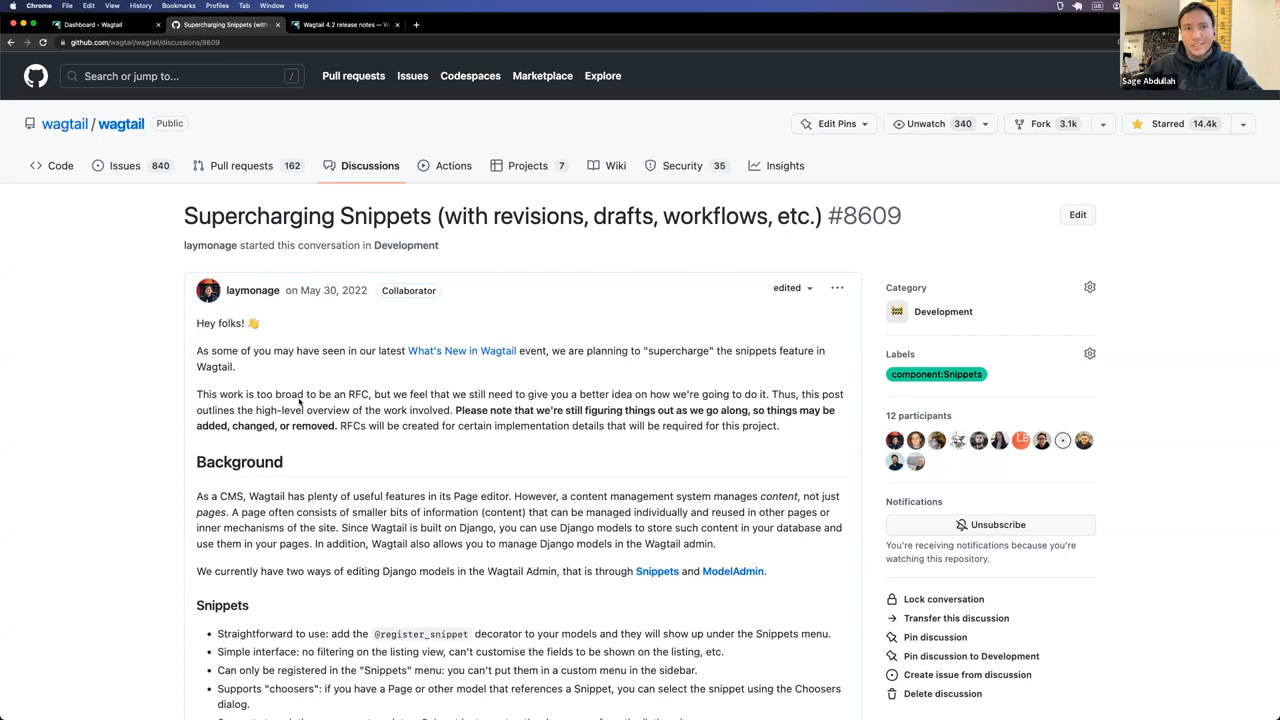 Chrome File Edit View History Bookmarks Profiles Tab Window Help
Dashboard - Wagtail
Supercharging Snippets (with
Wagtail 4.2 release notes — W
github.com/wagtail/wagtail/discussions/8609
Sage Abdullah
Search or jump to... /
Pull requests Issues Codespaces Marketplace Explore
wagtail / wagtail Public
Edit Pins Unwatch 340 Fork 3.1k Starred 14.4k
Code Issues 840 Pull requests 162 Discussions Actions Projects 7 Wiki Security 35 Insights
Supercharging Snippets (with revisions, drafts, workflows, etc.) #8609
Edit
laymonage started this conversation in Development
laymonage on May 30, 2022 Collaborator edited
Hey folks! 👋
As some of you may have seen in our latest What's New in Wagtail event, we are planning to "supercharge" the snippets feature in
Wagtail.
This work is too broad to be an RFC, but we feel that we still need to give you a better idea on how we're going to do it. Thus, this post
outlines the high-level overview of the work involved. Please note that we're still figuring things out as we go along, so things may be
added, changed, or removed. RFCs will be created for certain implementation details that will be required for this project.
Background
As a CMS, Wagtail has plenty of useful features in its Page editor. However, a content management system manages content, not just
pages. A page often consists of smaller bits of information (content) that can be managed individually and reused in other pages or
inner mechanisms of the site. Since Wagtail is built on Django, you can use Django models to store such content in your database and
use them in your pages. In addition, Wagtail also allows you to manage Django models in the Wagtail admin.
We currently have two ways of editing Django models in the Wagtail Admin, that is through Snippets and ModelAdmin.
Snippets
• Straightforward to use: add the @register_snippet decorator to your models and they will show up under the Snippets menu.
• Simple interface: no filtering on the listing view, can't customise the fields to be shown on the listing, etc.
• Can only be registered in the "Snippets" menu: you can't put them in a custom menu in the sidebar.
• Supports "choosers": if you have a Page or other model that references a Snippet, you can select the snippet using the Choosers
dialog.
Category
Development
Labels
component:Snippets
12 participants
LB
Notifications
Unsubscribe
You're receiving notifications because you're
watching this repository.
Lock conversation
Transfer this discussion
Pin discussion
Pin discussion to Development
Create issue from discussion
Delete discussion